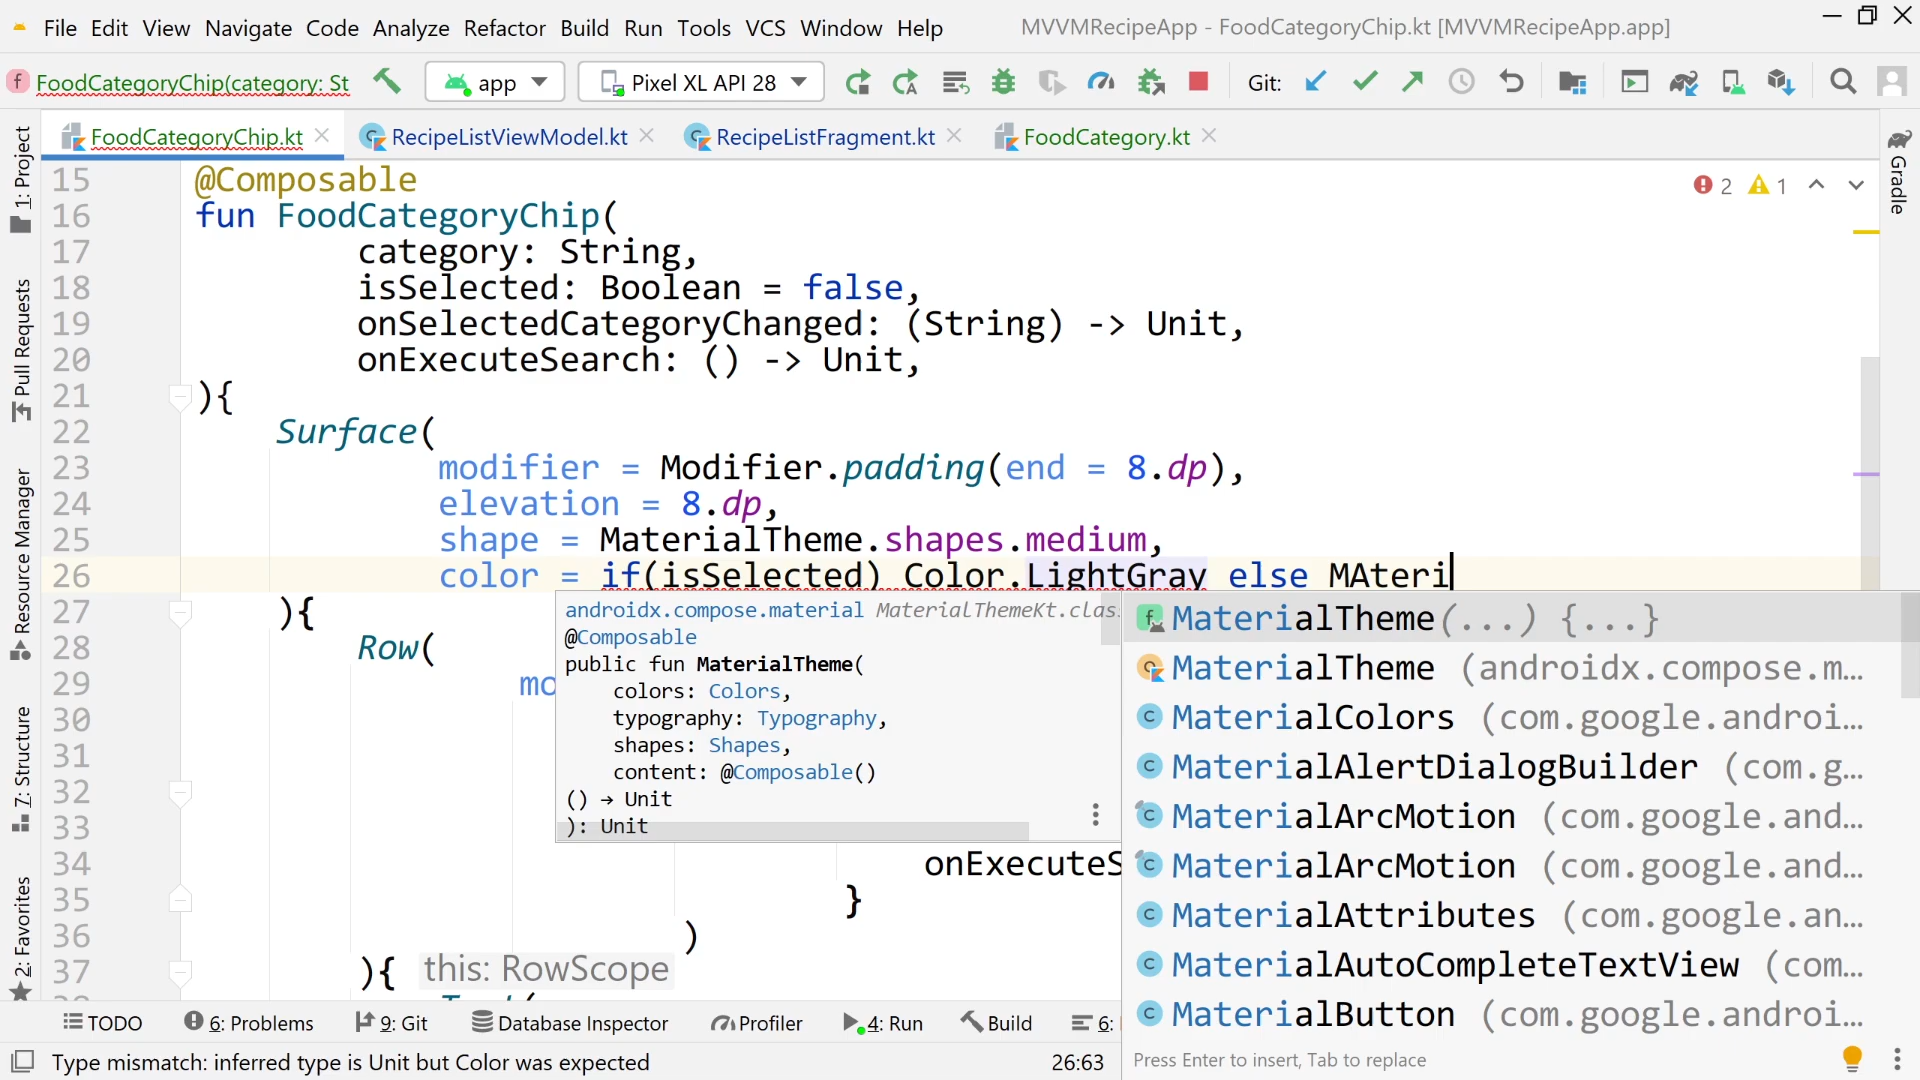 File Edit View Navigate Code Analyze Refactor Build Run Tools VCS Window Help MVVMRecipeApp - FoodCategoryChip.kt [MVVMRecipeApp.app]
FoodCategoryChip(category: St app Pixel XL API 28 Git:
FoodCategoryChip.kt RecipeListViewModel.kt RecipeListFragment.kt FoodCategory.kt
1: Project
Pull Requests
Resource Manager
7: Structure
2: Favorites
Gradle
2 1
15 @Composable
16 fun FoodCategoryChip(
17 category: String,
18 isSelected: Boolean = false,
19 onSelectedCategoryChanged: (String) -> Unit,
20 onExecuteSearch: () -> Unit,
21 ){
22 Surface(
23 modifier = Modifier.padding(end = 8.dp),
24 elevation = 8.dp,
25 shape = MaterialTheme.shapes.medium,
26 color = if(isSelected) Color.LightGray else MAteri
27 ){
28 Row(
29 mo
30
31
32
33
34 onExecuteS
35 }
36 )
37 ){ this: RowScope
androidx.compose.material MaterialThemeKt.clas
@Composable
public fun MaterialTheme(
colors: Colors,
typography: Typography,
shapes: Shapes,
content: @Composable()
() → Unit
): Unit
MaterialTheme(...) {...}
MaterialTheme (androidx.compose.m...
MaterialColors (com.google.androi...
MaterialAlertDialogBuilder (com.g...
MaterialArcMotion (com.google.and...
MaterialArcMotion (com.google.and...
MaterialAttributes (com.google.an...
MaterialAutoCompleteTextView (com...
MaterialButton (com.google.androi...
Press Enter to insert, Tab to replace
TODO 6: Problems 9: Git Database Inspector Profiler 4: Run Build 6:
Type mismatch: inferred type is Unit but Color was expected 26:63